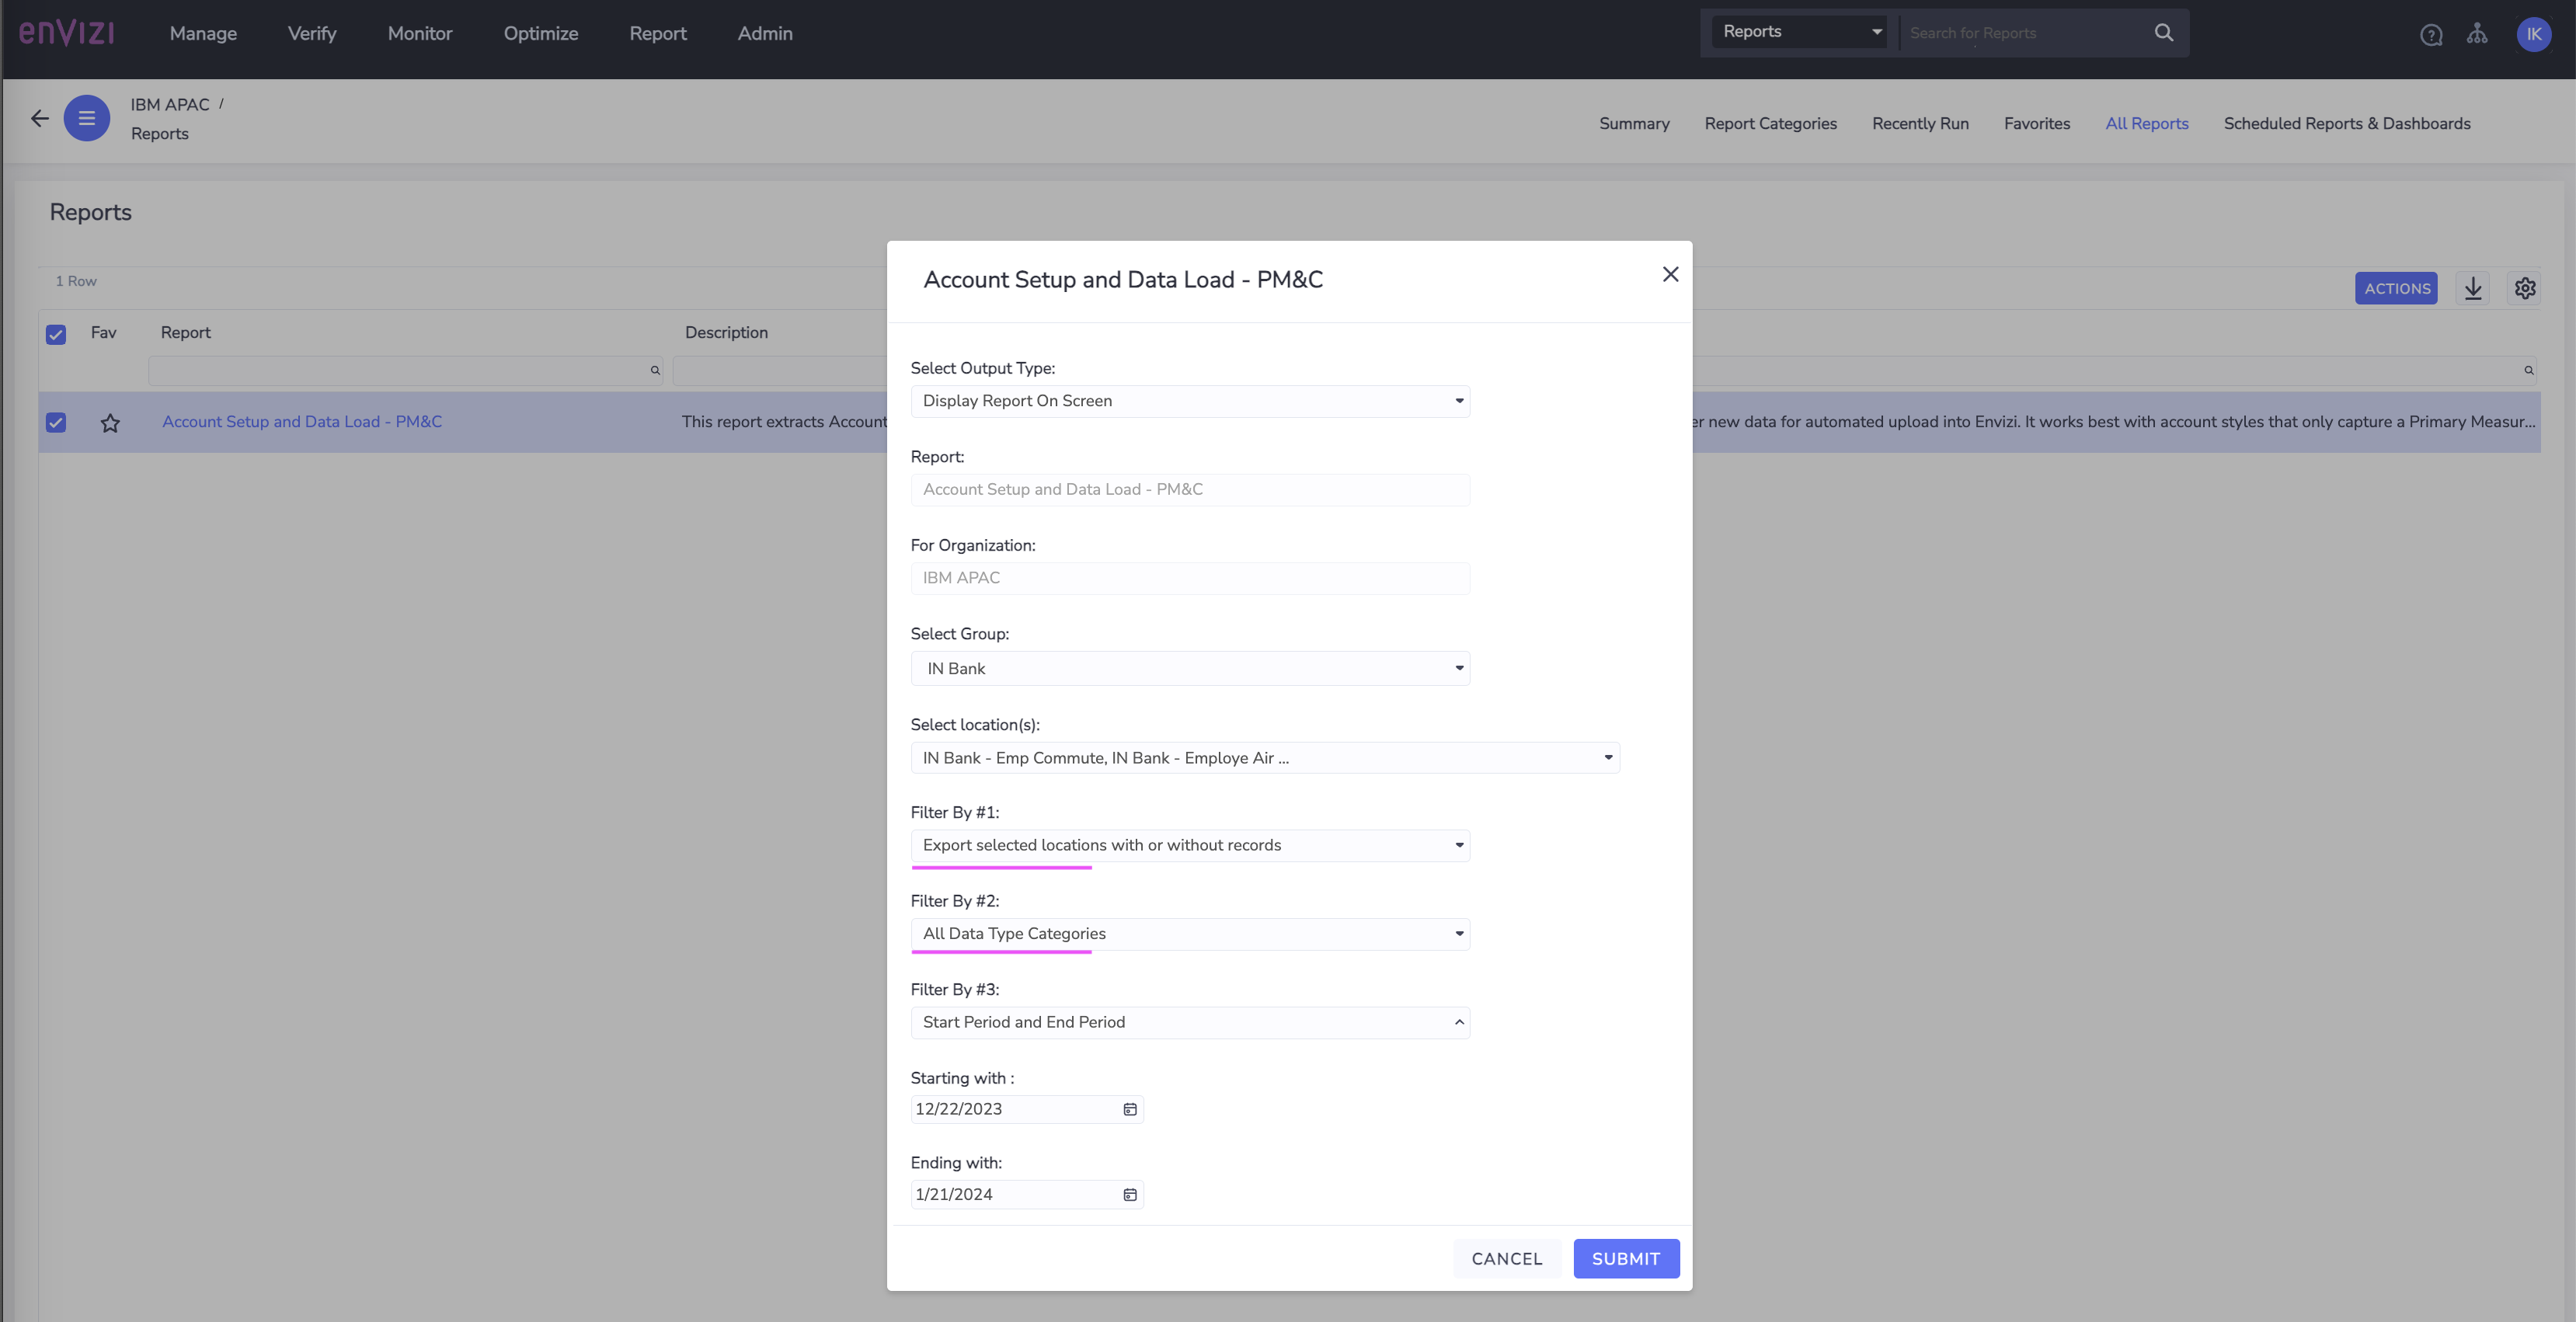 enVIZI
Manage Verify Monitor Optimize Report Admin
Reports
Search for Reports
IK
IBM APAC /
Reports
Summary Report Categories Recently Run Favorites All Reports Scheduled Reports & Dashboards
Reports
1 Row
ACTIONS
Fav Report Description
Account Setup and Data Load - PM&C
This report extracts Account
er new data for automated upload into Envizi. It works best with account styles that only capture a Primary Measur...
Account Setup and Data Load - PM&C
Select Output Type:
Display Report On Screen
Report:
Account Setup and Data Load - PM&C
For Organization:
IBM APAC
Select Group:
IN Bank
Select location(s):
IN Bank - Emp Commute, IN Bank - Employe Air ...
Filter By #1:
Export selected locations with or without records
Filter By #2:
All Data Type Categories
Filter By #3:
Start Period and End Period
Starting with :
12/22/2023
Ending with:
1/21/2024
CANCEL SUBMIT